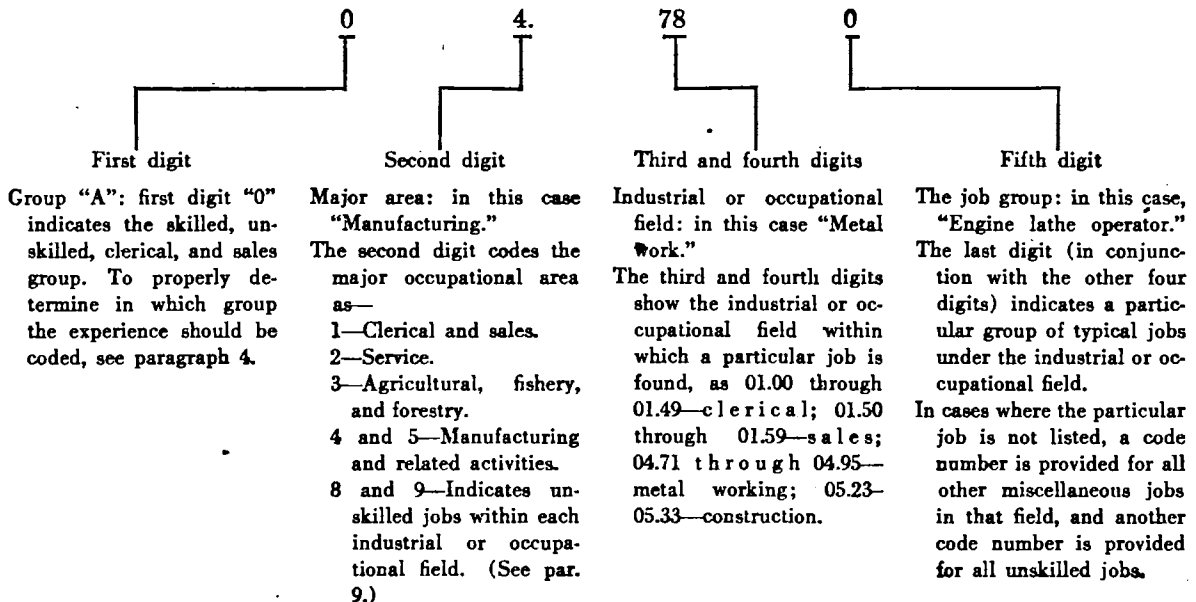 0 4. 78 0
First digit
Group "A": first digit "0"
indicates the skilled, un-
skilled, clerical, and sales
group. To properly de-
termine in which group
the experience should be
coded, see paragraph 4.
Second digit
Major area: in this case
"Manufacturing."
The second digit codes the
major occupational area
as—
1—Clerical and sales.
2—Service.
3—Agricultural, fishery,
and forestry.
4 and 5—Manufacturing
and related activities.
8 and 9—Indicates un-
skilled jobs within each
industrial or occupa-
tional field. (See par.
9.)
Third and fourth digits
Industrial or occupational
field: in this case "Metal
work."
The third and fourth digits
show the industrial or oc-
cupational field within
which a particular job is
found, as 01.00 through
01.49—clerical; 01.50
through 01.59—sales;
04.71 through 04.95—
metal working; 05.23–
05.33—construction.
Fifth digit
The job group: in this case,
"Engine lathe operator."
The last digit (in conjunc-
tion with the other four
digits) indicates a partic-
ular group of typical jobs
under the industrial or oc-
cupational field.
In cases where the particular
job is not listed, a code
number is provided for all
other miscellaneous jobs
in that field, and another
code number is provided
for all unskilled jobs.